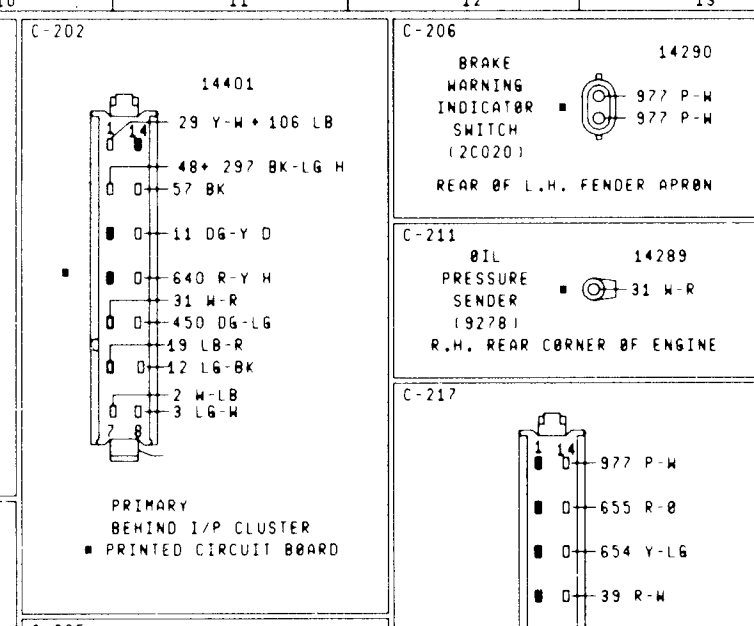 11
12
13
C-202
14401
1 14
29 Y-W + 106 LB
48+ 297 BK-LG H
57 BK
11 DG-Y D
640 R-Y H
31 W-R
450 DG-LG
19 LB-R
12 LG-BK
2 W-LB
3 LG-W
7 8
PRIMARY
BEHIND I/P CLUSTER
■ PRINTED CIRCUIT BOARD
C-206
14290
BRAKE
WARNING
INDICATOR
SWITCH
(2C020)
977 P-W
977 P-W
REAR OF L.H. FENDER APRON
C-211
OIL
PRESSURE
SENDER
(9278)
14289
31 W-R
R.H. REAR CORNER OF ENGINE
C-217
1 14
977 P-W
655 R-O
654 Y-LG
39 R-W